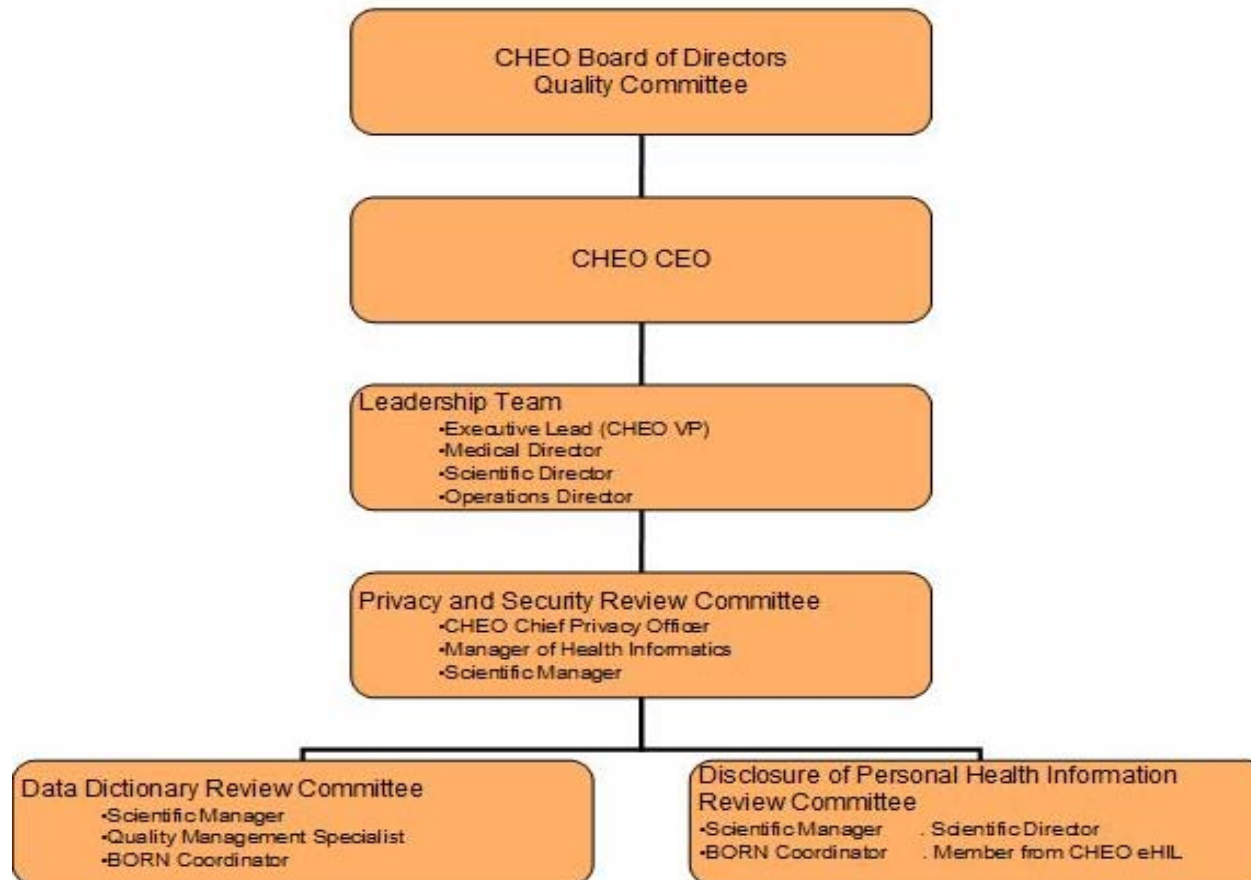 CHEO Board of Directors
Quality Committee
CHEO CEO
Leadership Team
•Executive Lead (CHEO VP)
•Medical Director
•Scientific Director
•Operations Director
Privacy and Security Review Committee
•CHEO Chief Privacy Officer
•Manager of Health Informatics
•Scientific Manager
Data Dictionary Review Committee
•Scientific Manager
•Quality Management Specialist
•BORN Coordinator
Disclosure of Personal Health Information
Review Committee
•Scientific Manager . Scientific Director
•BORN Coordinator . Member from CHEO eHIL